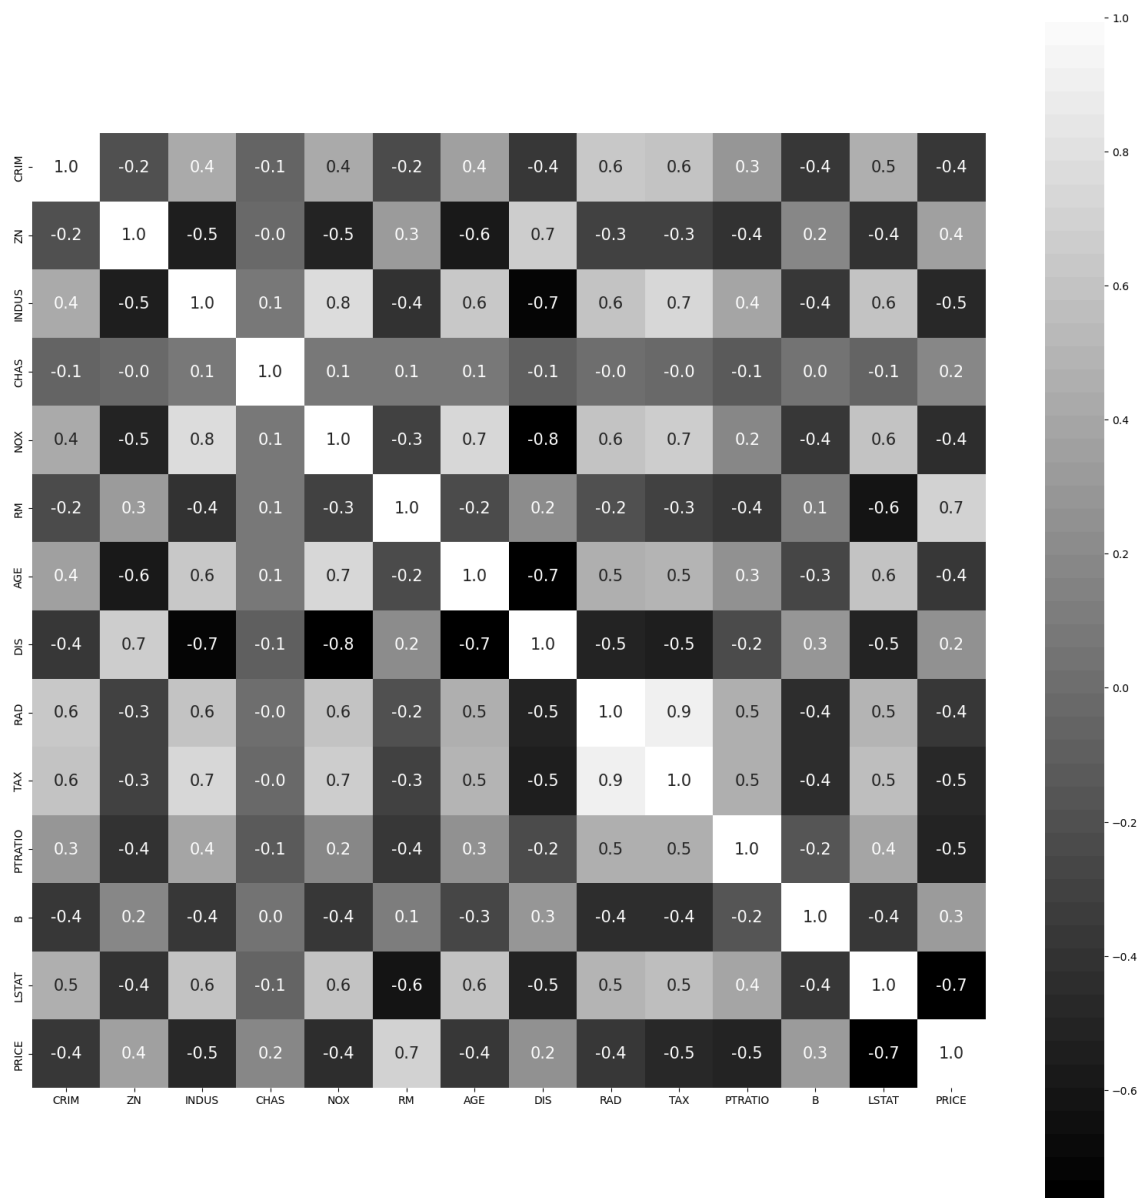 1.0
CRIM 1.0 -0.2 0.4 -0.1 0.4 -0.2 0.4 -0.4 0.6 0.6 0.3 -0.4 0.5 -0.4
0.8
ZN -0.2 1.0 -0.5 -0.0 -0.5 0.3 -0.6 0.7 -0.3 -0.3 -0.4 0.2 -0.4 0.4
INDUS 0.4 -0.5 1.0 0.1 0.8 -0.4 0.6 -0.7 0.6 0.7 0.4 -0.4 0.6 -0.5
0.6
CHAS -0.1 -0.0 0.1 1.0 0.1 0.1 0.1 -0.1 -0.0 -0.0 -0.1 0.0 -0.1 0.2
0.4
NOX 0.4 -0.5 0.8 0.1 1.0 -0.3 0.7 -0.8 0.6 0.7 0.2 -0.4 0.6 -0.4
RM -0.2 0.3 -0.4 0.1 -0.3 1.0 -0.2 0.2 -0.2 -0.3 -0.4 0.1 -0.6 0.7
0.2
AGE 0.4 -0.6 0.6 0.1 0.7 -0.2 1.0 -0.7 0.5 0.5 0.3 -0.3 0.6 -0.4
DIS -0.4 0.7 -0.7 -0.1 -0.8 0.2 -0.7 1.0 -0.5 -0.5 -0.2 0.3 -0.5 0.2
0.0
RAD 0.6 -0.3 0.6 -0.0 0.6 -0.2 0.5 -0.5 1.0 0.9 0.5 -0.4 0.5 -0.4
TAX 0.6 -0.3 0.7 -0.0 0.7 -0.3 0.5 -0.5 0.9 1.0 0.5 -0.4 0.5 -0.5
−0.2
PTRATIO 0.3 -0.4 0.4 -0.1 0.2 -0.4 0.3 -0.2 0.5 0.5 1.0 -0.2 0.4 -0.5
B -0.4 0.2 -0.4 0.0 -0.4 0.1 -0.3 0.3 -0.4 -0.4 -0.2 1.0 -0.4 0.3
−0.4
LSTAT 0.5 -0.4 0.6 -0.1 0.6 -0.6 0.6 -0.5 0.5 0.5 0.4 -0.4 1.0 -0.7
PRICE -0.4 0.4 -0.5 0.2 -0.4 0.7 -0.4 0.2 -0.4 -0.5 -0.5 0.3 -0.7 1.0
−0.6
CRIM ZN INDUS CHAS NOX RM AGE DIS RAD TAX PTRATIO B LSTAT PRICE